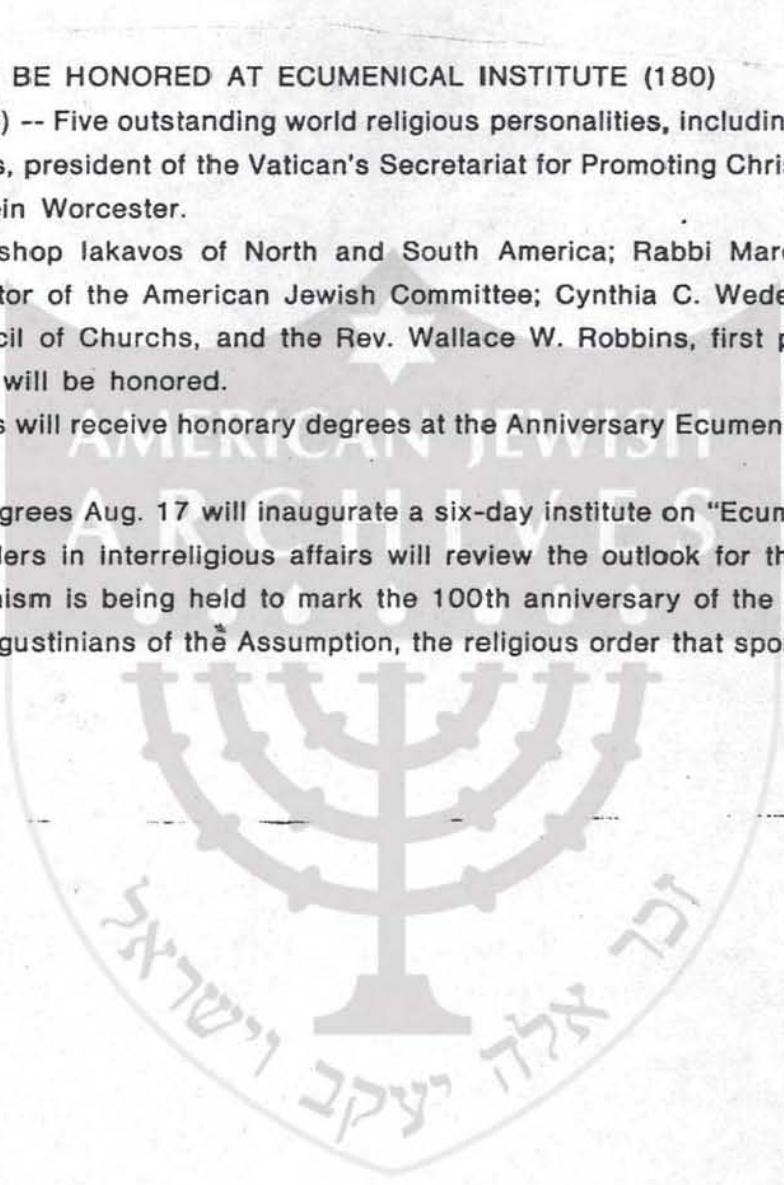 BE HONORED AT ECUMENICAL INSTITUTE (180)
) -- Five outstanding world religious personalities, includin
s, president of the Vatican's Secretariat for Promoting Chri
ein Worcester.
shop Iakavos of North and South America; Rabbi Mar
tor of the American Jewish Committee; Cynthia C. Wede
cil of Churchs, and the Rev. Wallace W. Robbins, first p
will be honored.
s will receive honorary degrees at the Anniversary Ecumen
AMERICAN JEWISH
ARCHIVES
grees Aug. 17 will inaugurate a six-day institute on "Ecum
ders in interreligious affairs will review the outlook for th
nism is being held to mark the 100th anniversary of the
gustinians of the Assumption, the religious order that spo
זכר אלה יעקב וישראל